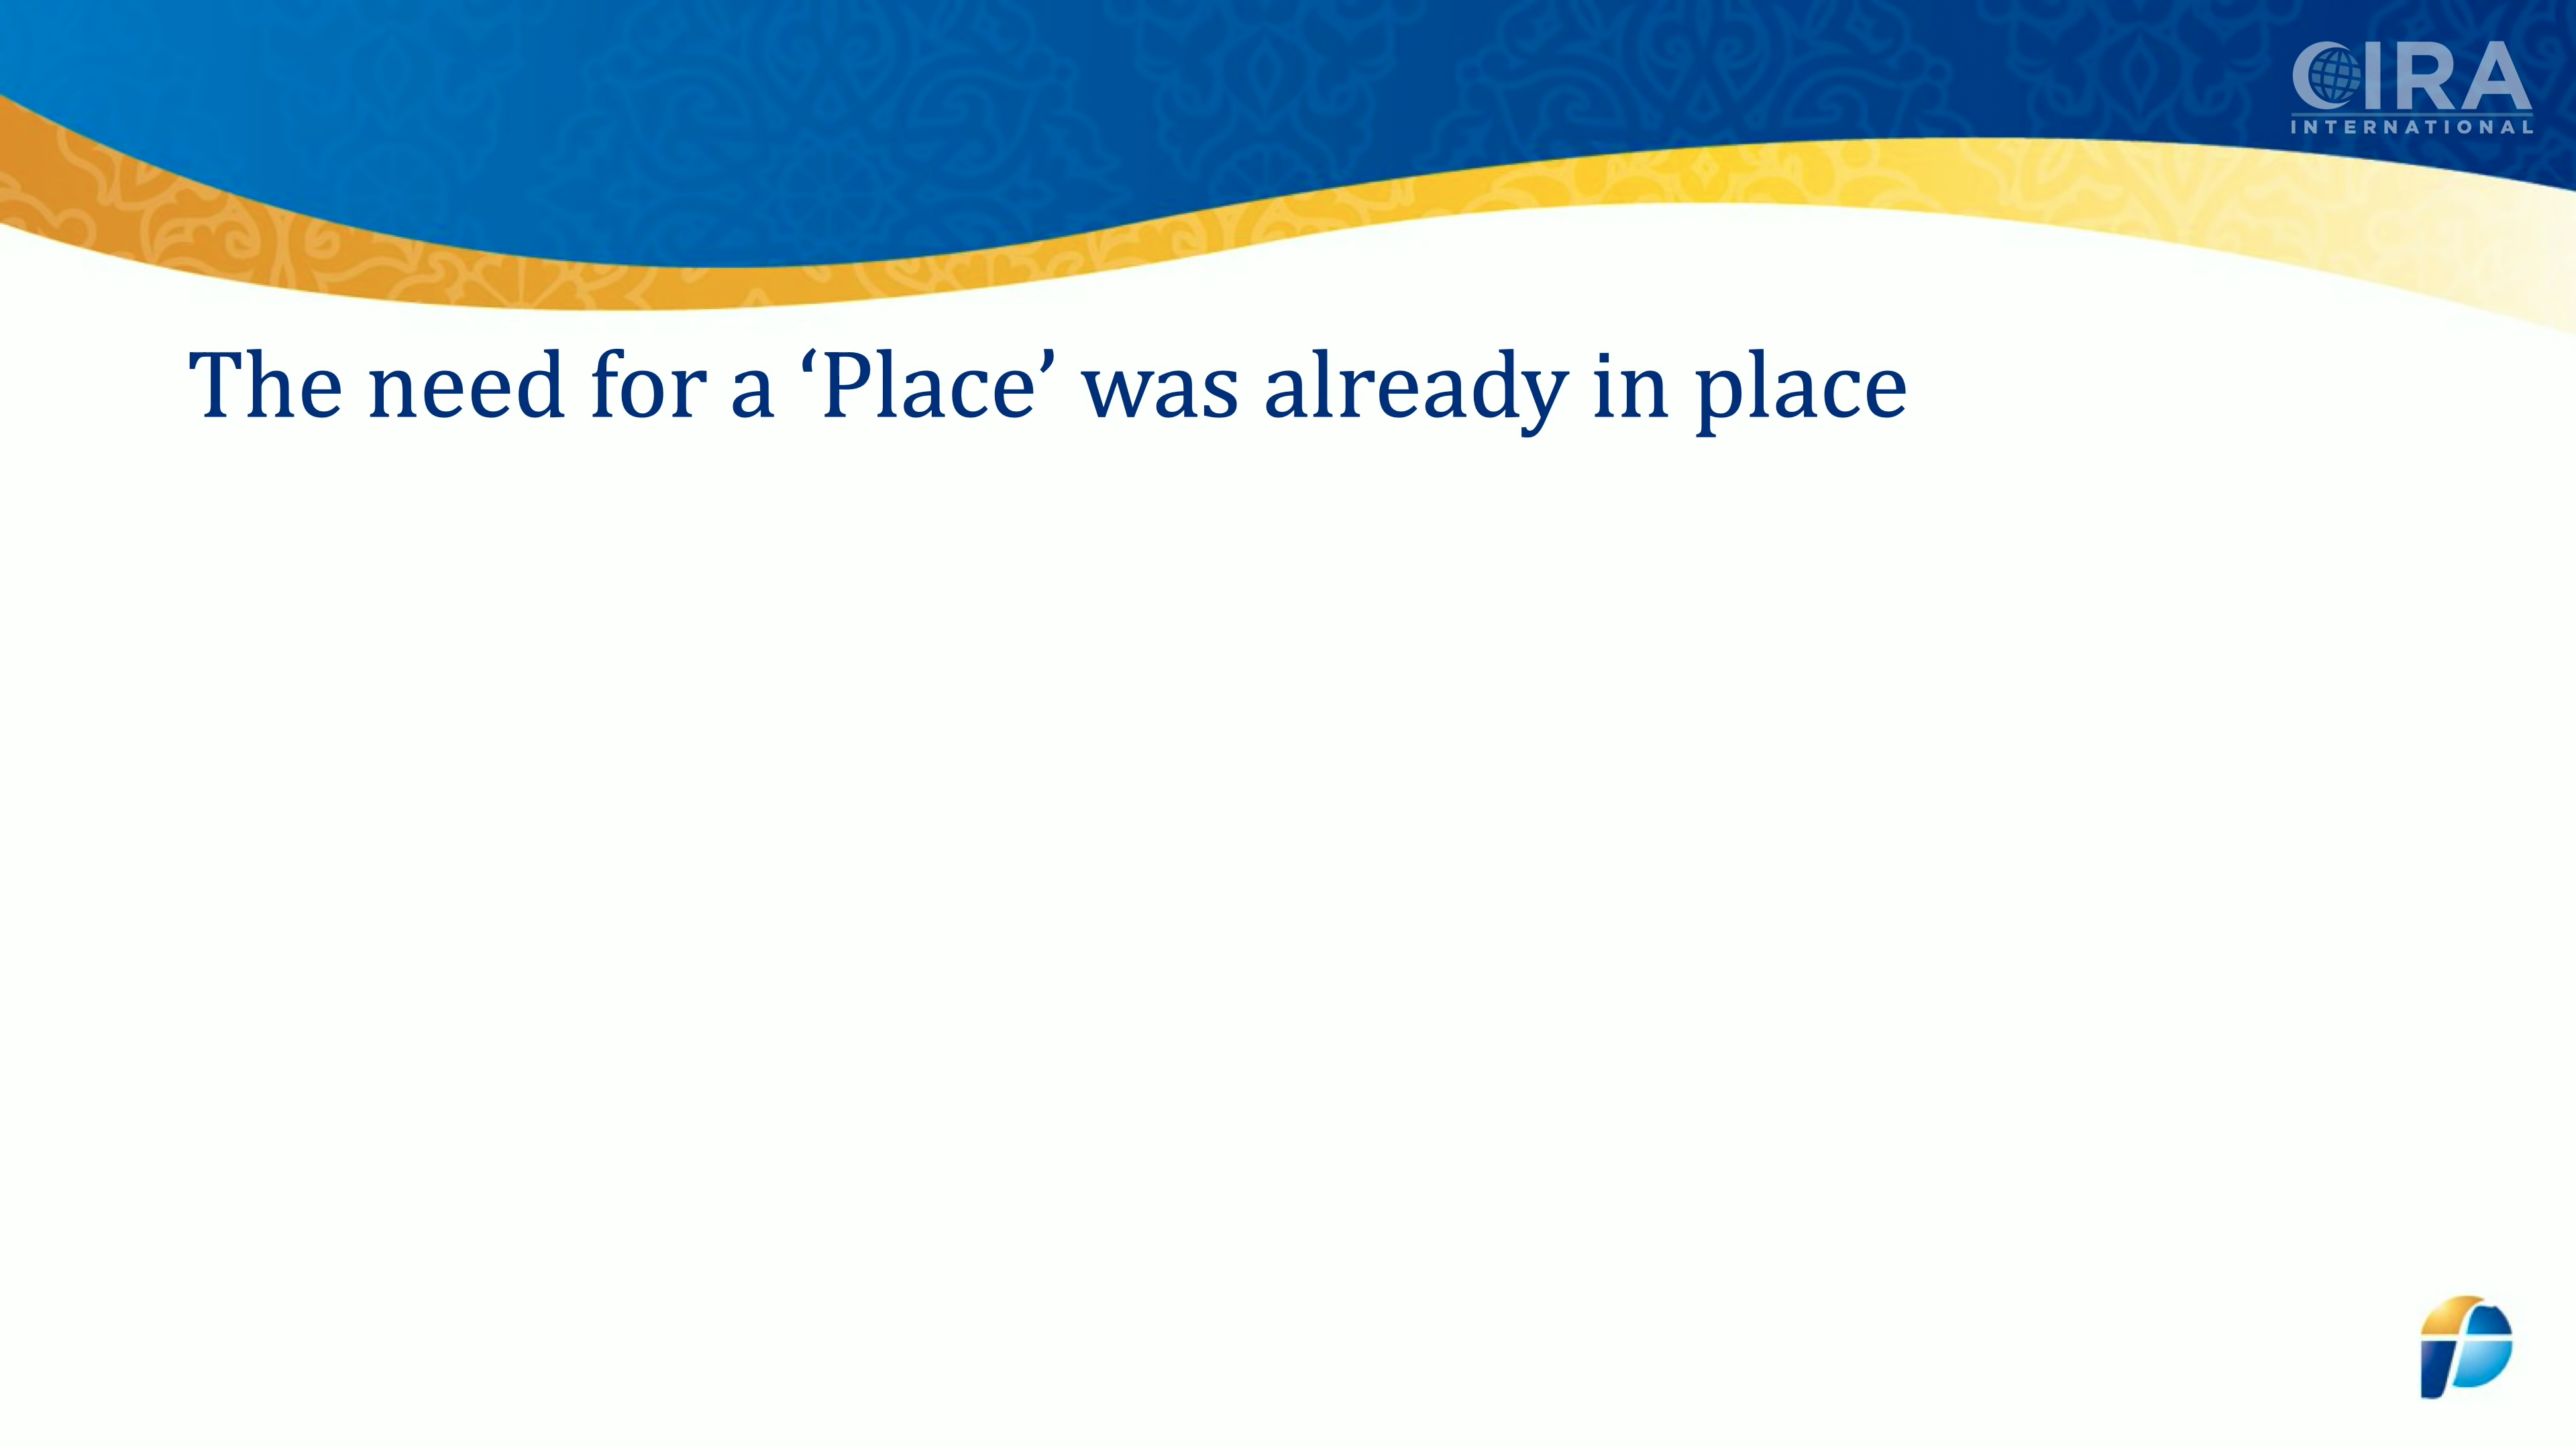 CIRA
INTERNATIONAL
The need for a ‘Place’ was already in place